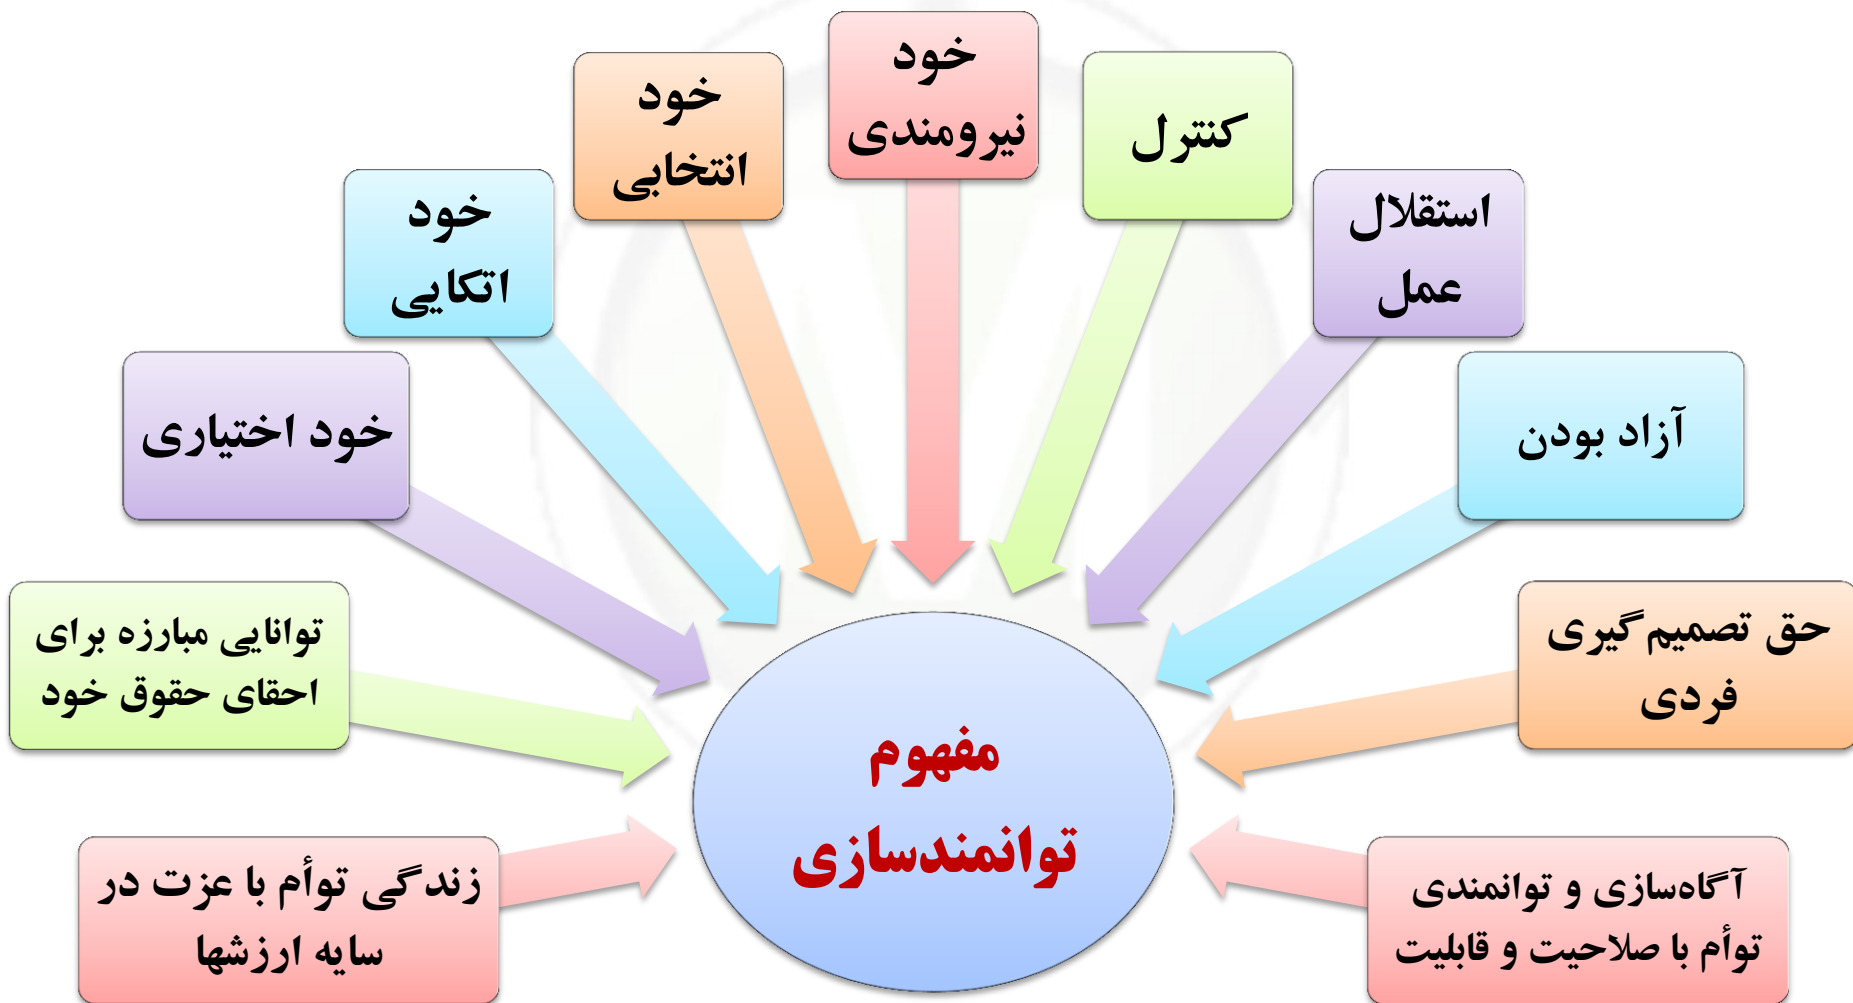 خود
نیرومندی
کنترل
استقلال
عمل
آزاد بودن
حق تصمیم‌گیری
فردی
آگاه‌سازی و توانمندی
توأم با صلاحیت و قابلیت
خود
انتخابی
خود
اتکایی
خود اختیاری
توانایی مبارزه برای
احقای حقوق خود
زندگی توأم با عزت در
سایه ارزشها
مفهوم
توانمندسازی